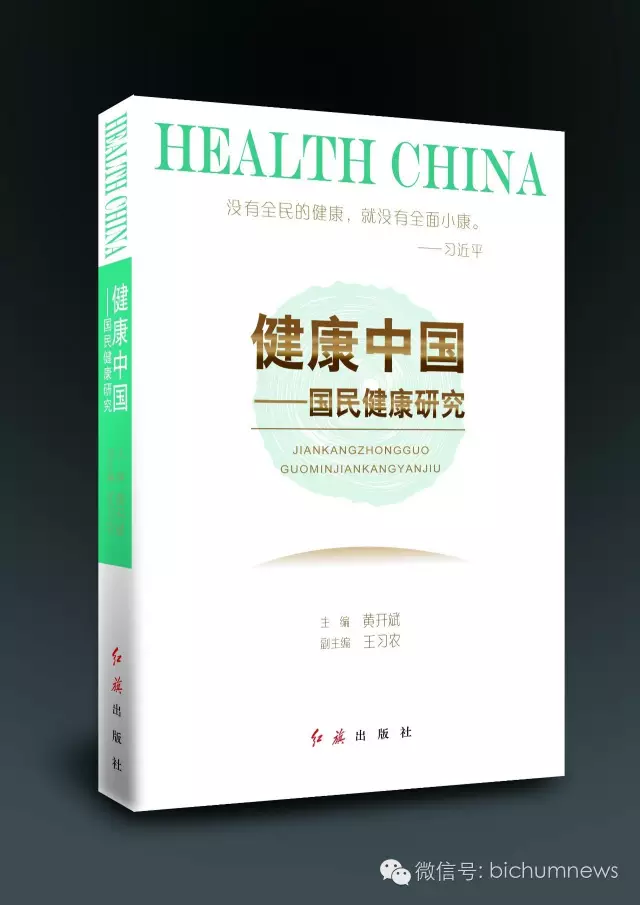 HEALTH CHINA
没有全民的健康，就没有全面小康。
——习近平
健康中国
——国民健康研究
JIANKANGZHONGGUO
GUOMINJIANKANGYANJIU
主 编 黄开斌
副主编 王习农
红旗出版社
HEALTH CHINA
健康中国
——国民健康研究
红旗出版社
微信号: bichumnews